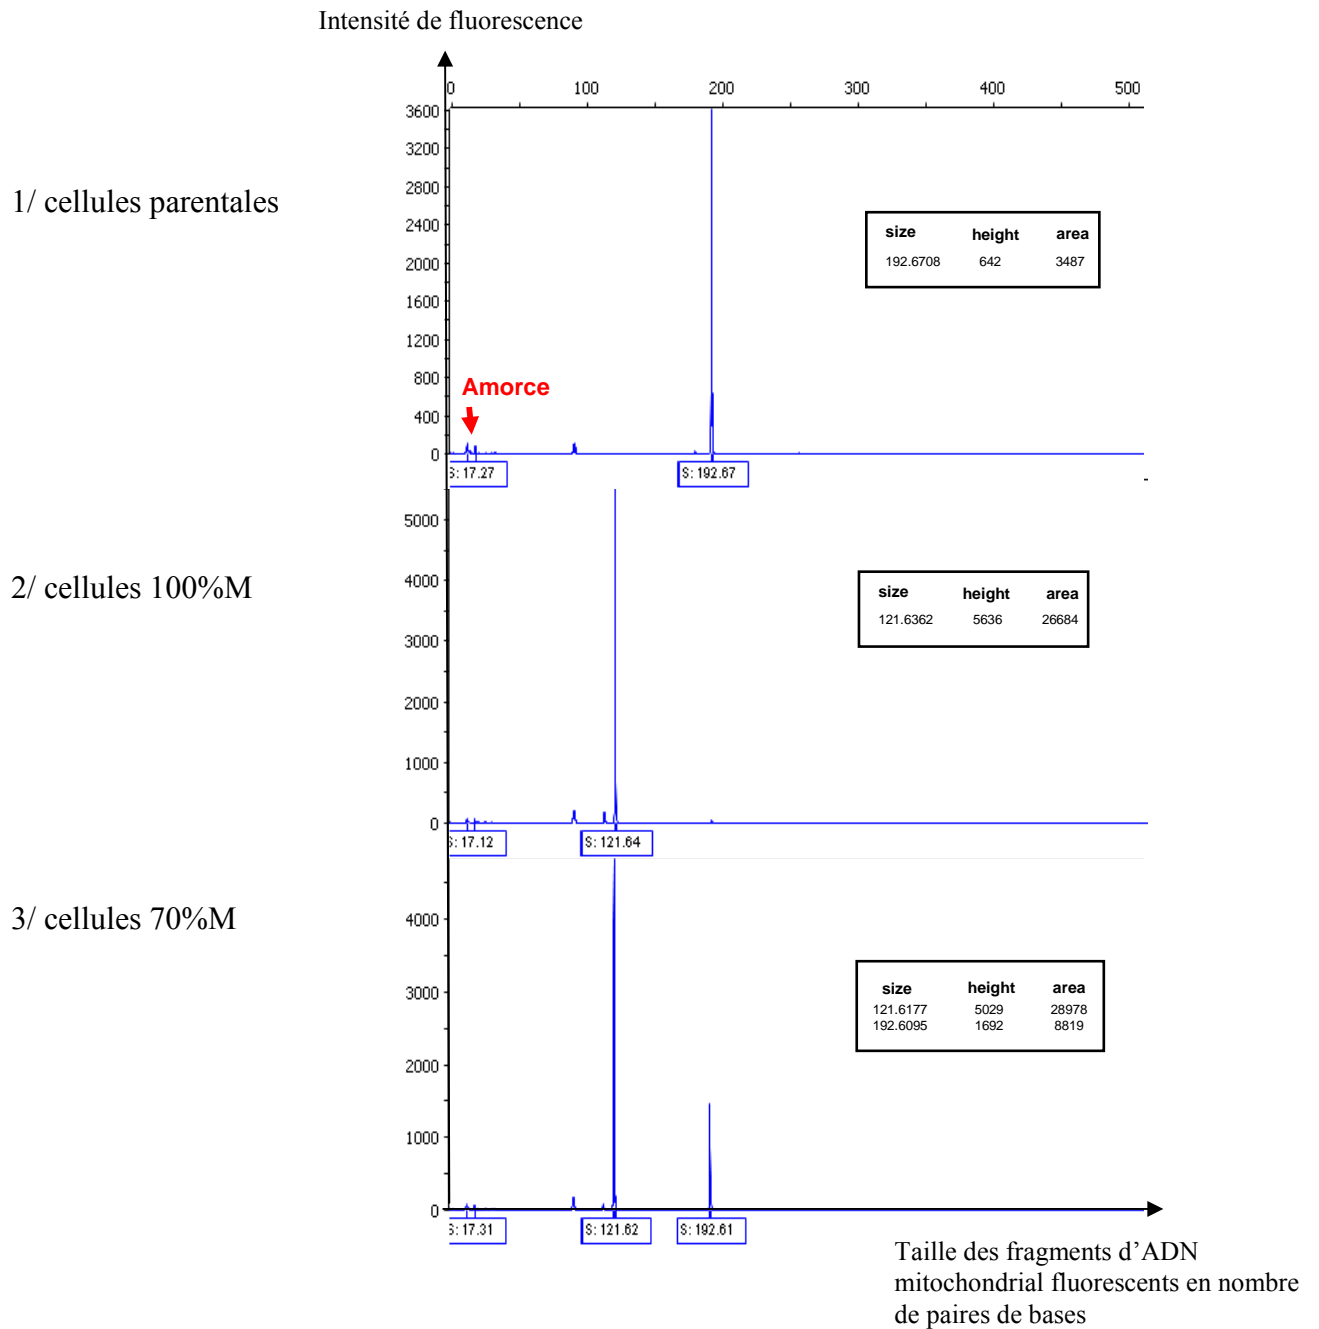 Intensité de fluorescence
0 100 200 300 400 500
3600
3200
2800
2400
2000
1600
1200
800
400
0
1/ cellules parentales
size height area
192.6708 642 3487
Amorce
S: 17.27 S: 192.67
5000
4000
3000
2000
1000
0
2/ cellules 100%M
size height area
121.6362 5636 26684
S: 17.12 S: 121.64
3/ cellules 70%M
4000
3000
2000
1000
0
size height area
121.6177 5029 28978
192.6095 1692 8819
S: 17.31 S: 121.62 S: 192.61
Taille des fragments d’ADN
mitochondrial fluorescents en nombre
de paires de bases